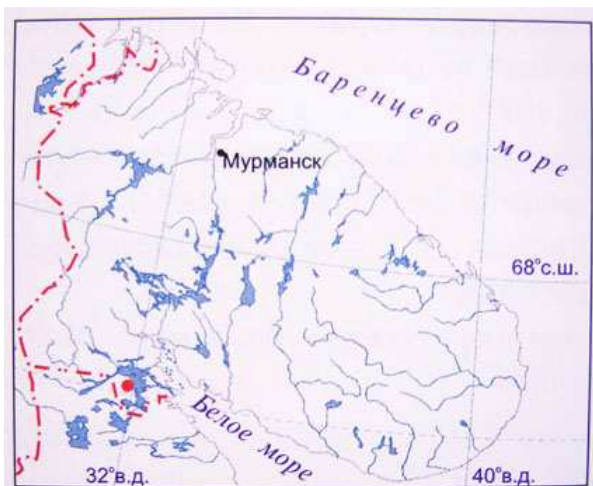 Баренцево море
Мурманск
68°с.ш.
Белое море
32°в.д.
40°в.д.